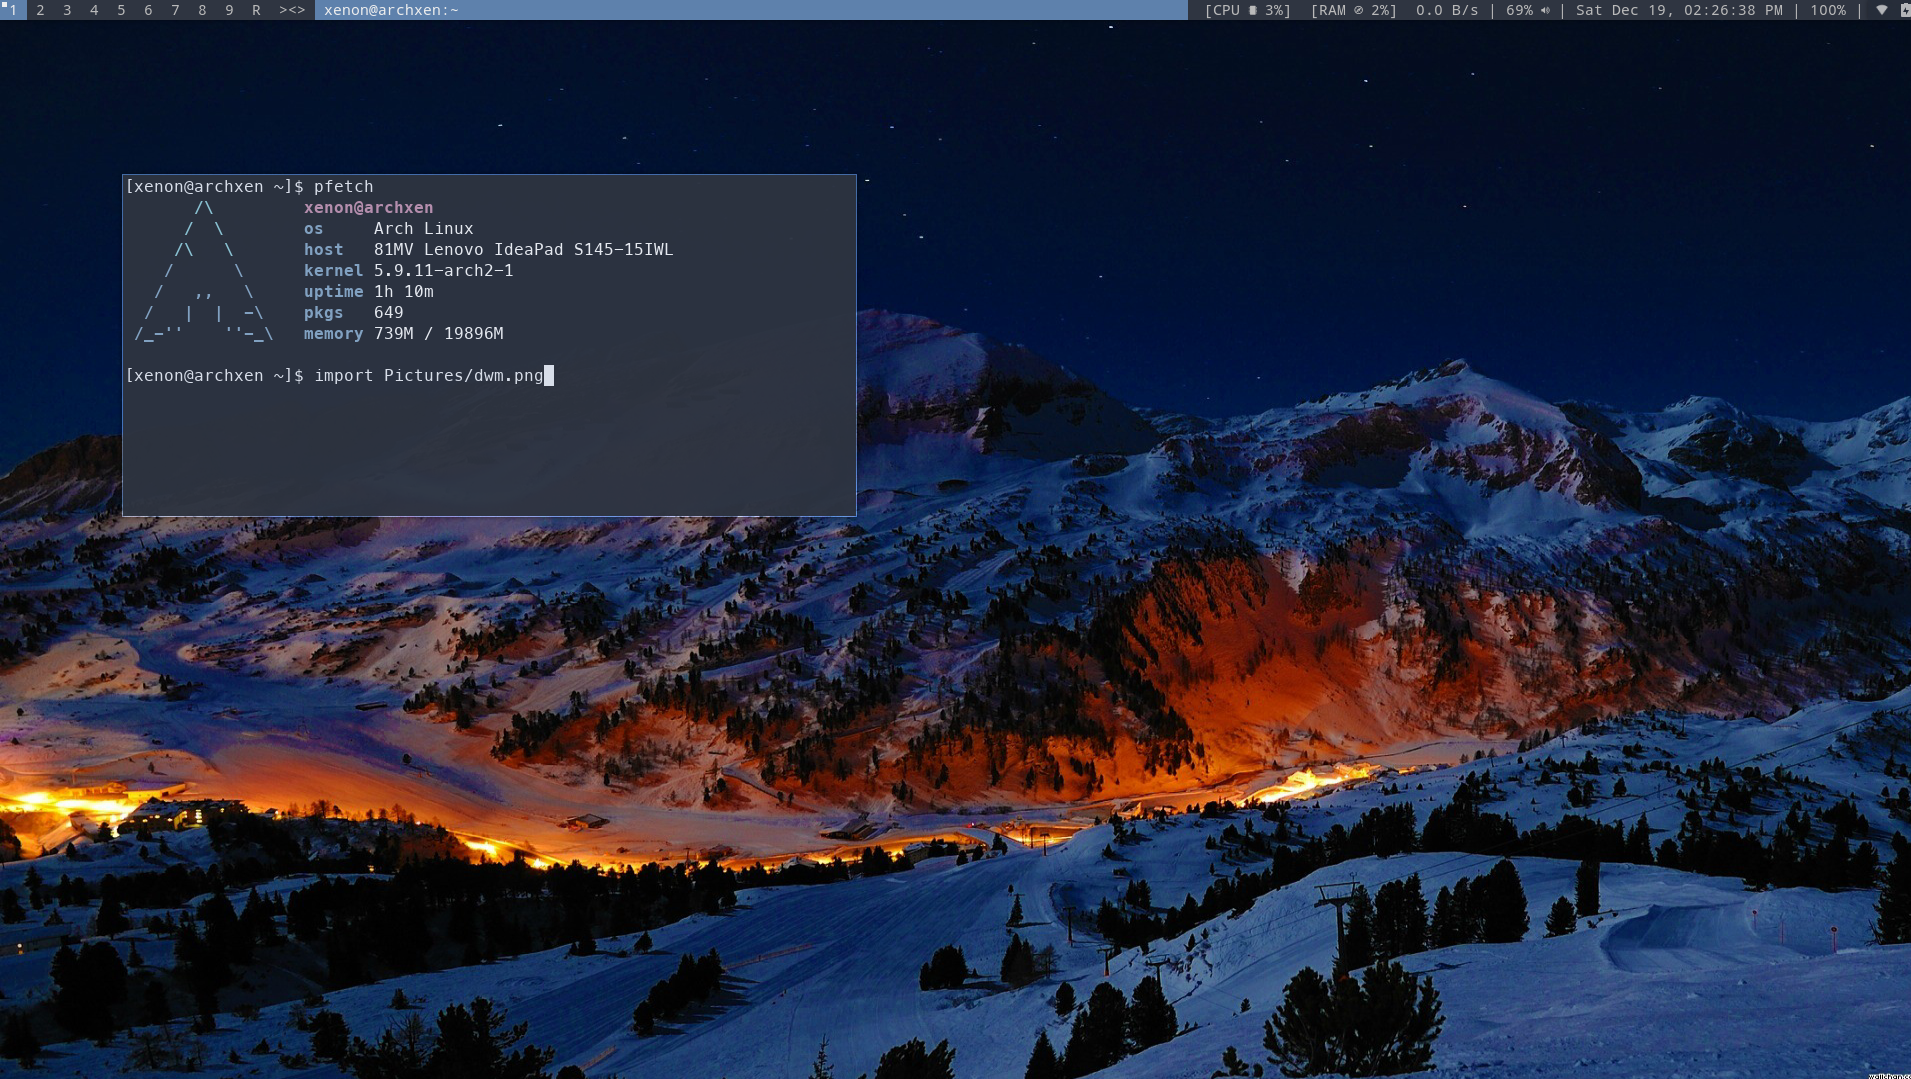 1 2 3 4 5 6 7 8 9 R ><> xenon@archxen:~ [CPU 3%] [RAM 2%] 0.0 B/s | 69% | Sat Dec 19, 02:26:38 PM | 100% |
[xenon@archxen ~]$ pfetch
xenon@archxen
os Arch Linux
host 81MV Lenovo IdeaPad S145-15IWL
kernel 5.9.11-arch2-1
uptime 1h 10m
pkgs 649
memory 739M / 19896M
[xenon@archxen ~]$ import Pictures/dwm.png